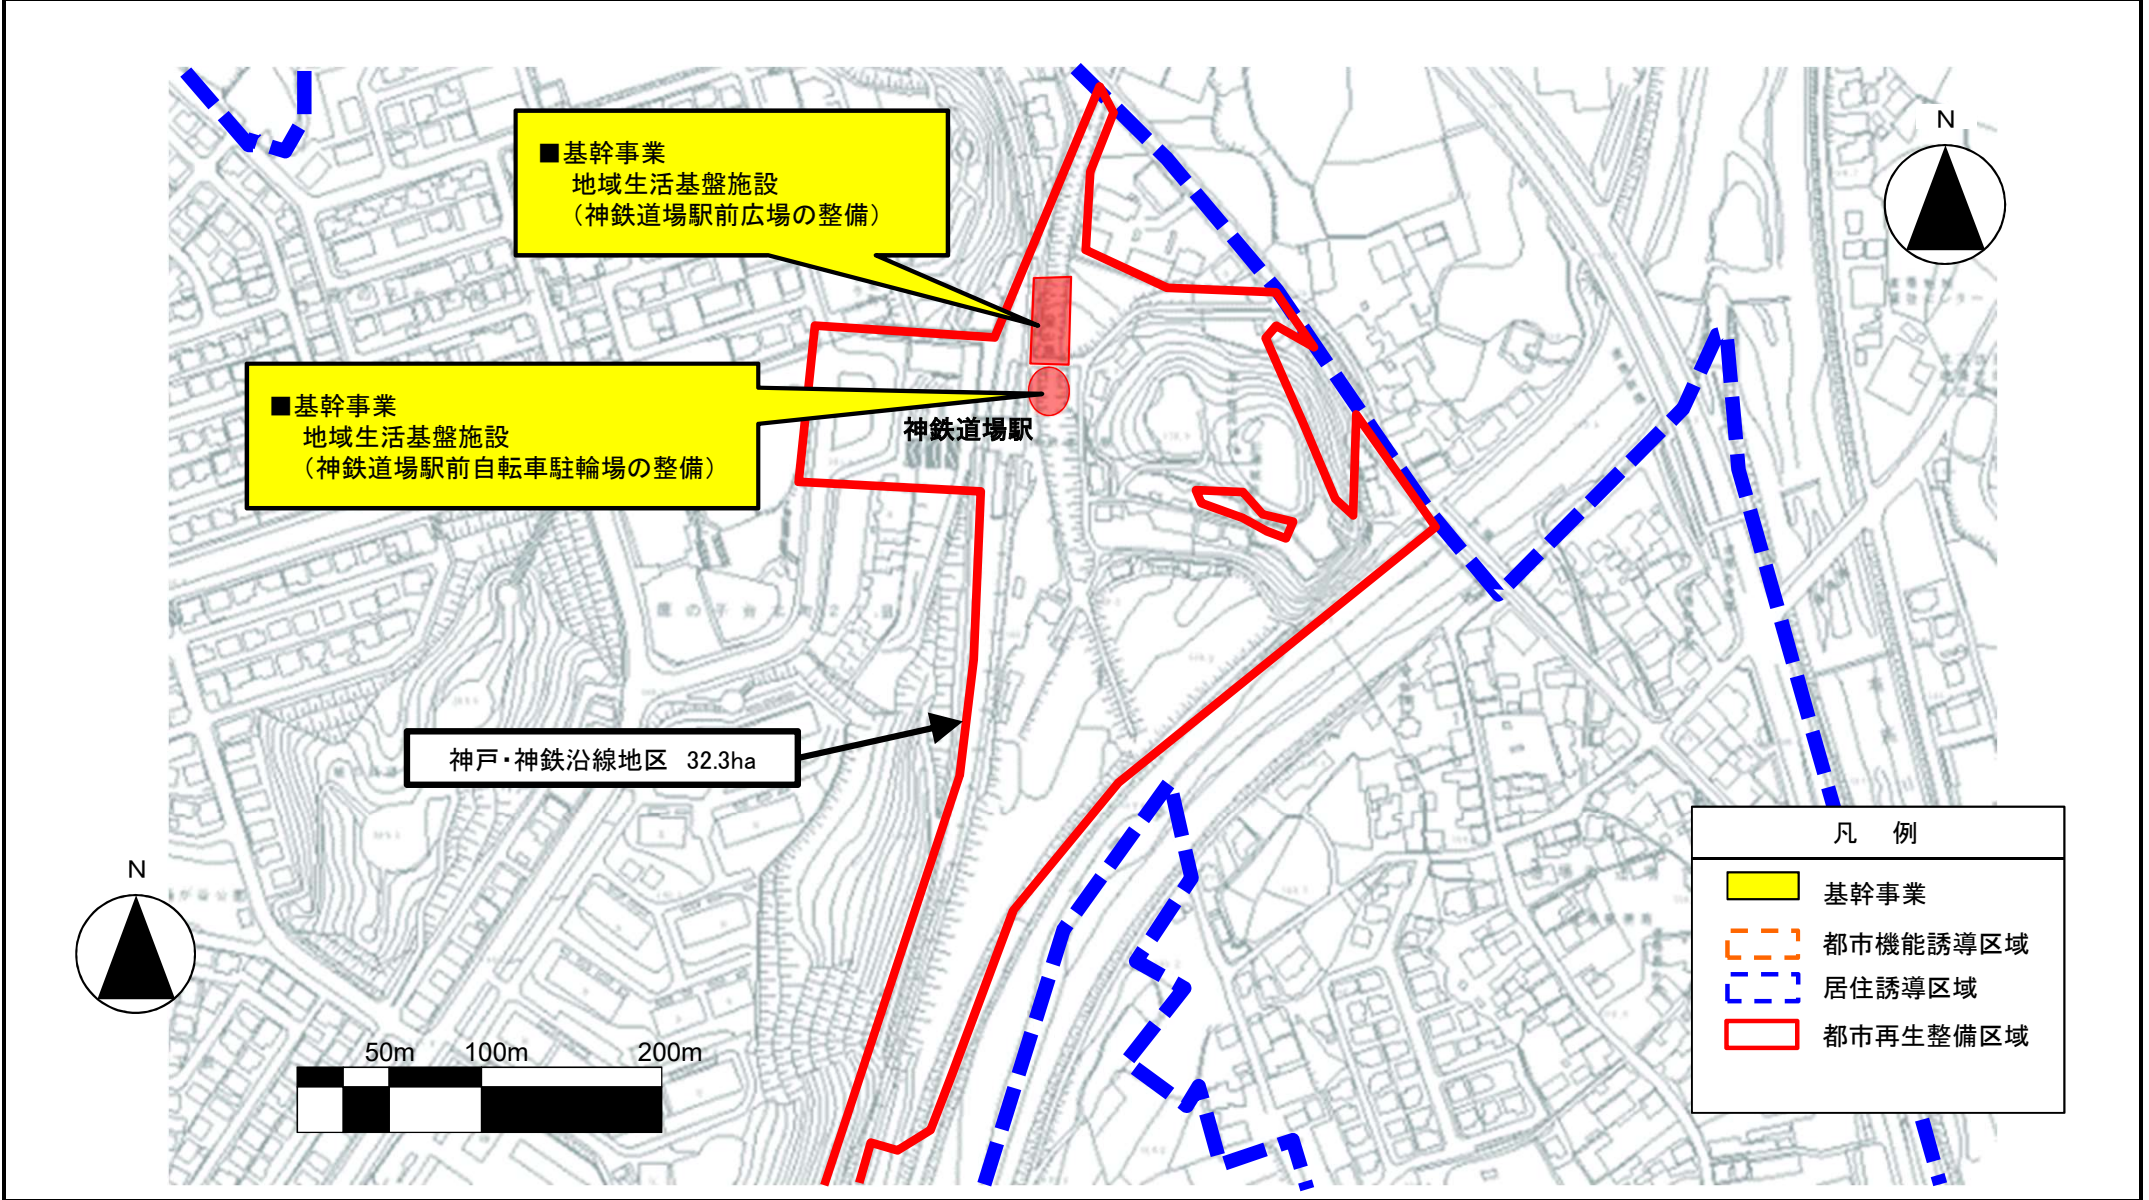 N
■基幹事業
地域生活基盤施設
（神鉄道場駅前広場の整備）
■基幹事業
地域生活基盤施設
（神鉄道場駅前自転車駐輪場の整備）
神鉄道場駅
神戸・神鉄沿線地区 32.3ha
凡 例
基幹事業
都市機能誘導区域
居住誘導区域
都市再生整備区域
N
50m 100m 200m